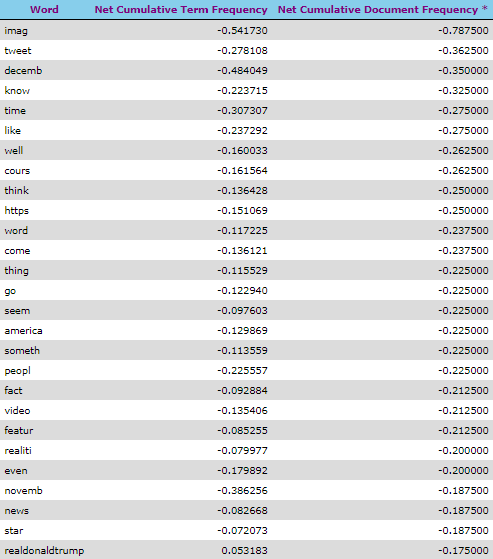 Word Net Cumulative Term Frequency Net Cumulative Document Frequency *
imag -0.541730 -0.787500
tweet -0.278108 -0.362500
decemb -0.484049 -0.350000
know -0.223715 -0.325000
time -0.307307 -0.275000
like -0.237292 -0.275000
well -0.160033 -0.262500
cours -0.161564 -0.262500
think -0.136428 -0.250000
https -0.151069 -0.250000
word -0.117225 -0.237500
come -0.136121 -0.237500
thing -0.115529 -0.225000
go -0.122940 -0.225000
seem -0.097603 -0.225000
america -0.129869 -0.225000
someth -0.113559 -0.225000
peopl -0.225557 -0.225000
fact -0.092884 -0.212500
video -0.135406 -0.212500
featur -0.085255 -0.212500
realiti -0.079977 -0.200000
even -0.179892 -0.200000
novemb -0.386256 -0.187500
news -0.082668 -0.187500
star -0.072073 -0.187500
realdonaldtrump 0.053183 -0.175000